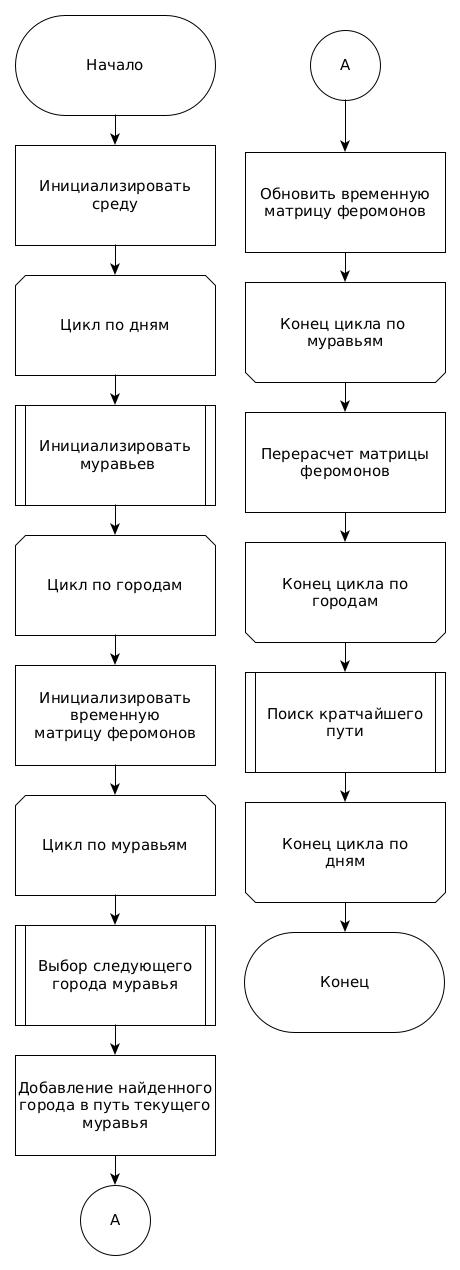 Начало
Инициализировать
среду
Цикл по дням
Инициализировать
муравьев
Цикл по городам
Инициализировать
временную
матрицу феромонов
Цикл по муравьям
Выбор следующего
города муравья
Добавление найденного
города в путь текущего
муравья
А
А
Обновить временную
матрицу феромонов
Конец цикла по
муравьям
Перерасчет матрицы
феромонов
Конец цикла по
городам
Поиск кратчайшего
пути
Конец цикла по
дням
Конец